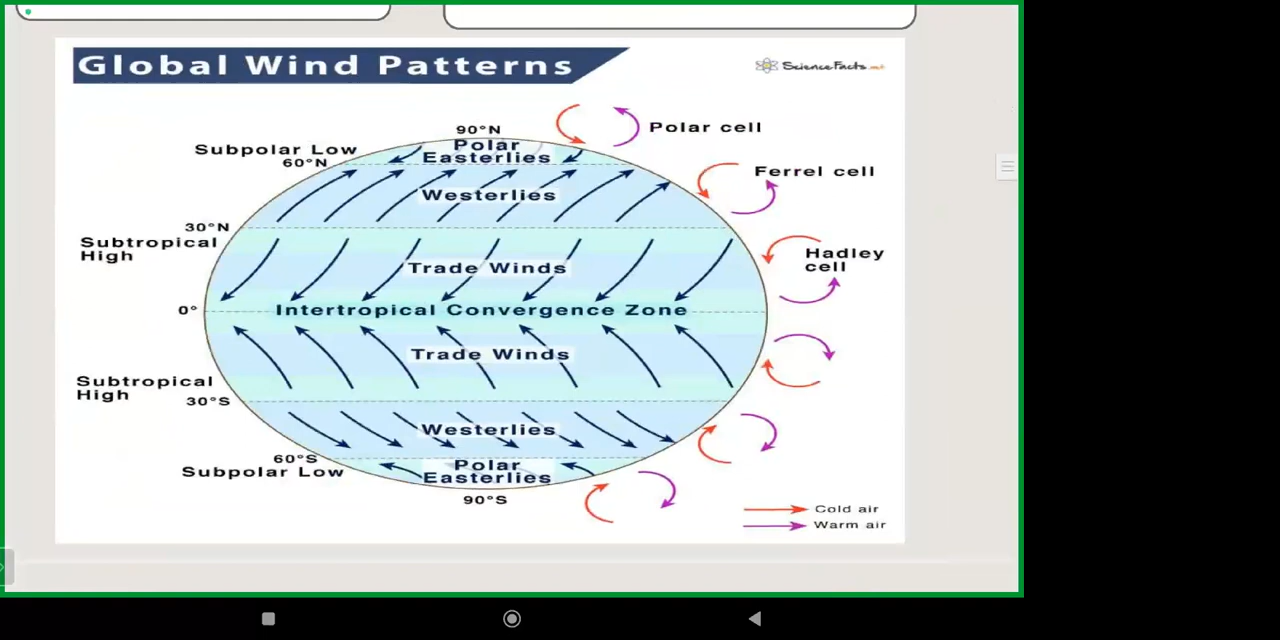 Global Wind Patterns
ScienceFacts.net
90°N
Polar cell
Subpolar Low
60°N
Polar
Easterlies
Ferrel cell
Westerlies
30°N
Subtropical
High
Hadley
cell
Trade Winds
0°
Intertropical Convergence Zone
Trade Winds
Subtropical
High
30°S
Westerlies
60°S
Subpolar Low
Polar
Easterlies
90°S
Cold air
Warm air